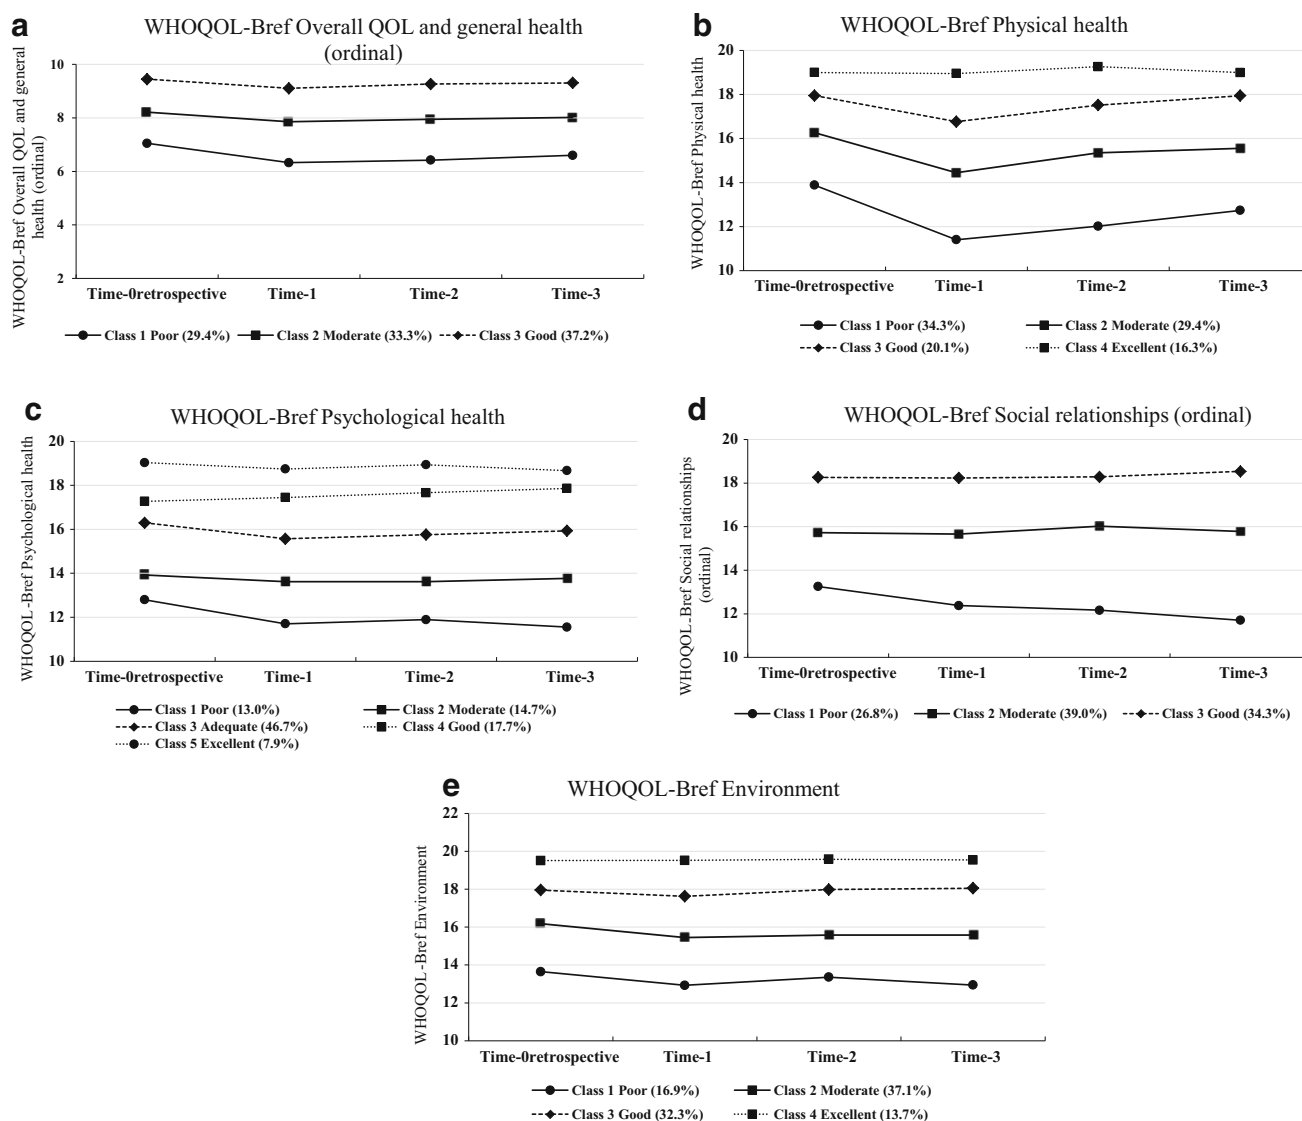 a
WHOQOL-Bref Overall QOL and general health
(ordinal)
WHOQOL-Bref Overall QOL and general
health (ordinal)
10
8
6
4
2
Time-0retrospective Time-1 Time-2 Time-3
Class 1 Poor (29.4%) Class 2 Moderate (33.3%) Class 3 Good (37.2%)
b
WHOQOL-Bref Physical health
WHOQOL-Bref Physical health
20
18
16
14
12
10
Time-0retrospective Time-1 Time-2 Time-3
Class 1 Poor (34.3%) Class 2 Moderate (29.4%)
Class 3 Good (20.1%) Class 4 Excellent (16.3%)
c
WHOQOL-Bref Psychological health
WHOQOL-Bref Psychological health
20
18
16
14
12
10
Time-0retrospective Time-1 Time-2 Time-3
Class 1 Poor (13.0%) Class 2 Moderate (14.7%)
Class 3 Adequate (46.7%) Class 4 Good (17.7%)
Class 5 Excellent (7.9%)
d
WHOQOL-Bref Social relationships (ordinal)
WHOQOL-Bref Social relationships
(ordinal)
20
18
16
14
12
10
Time-0retrospective Time-1 Time-2 Time-3
Class 1 Poor (26.8%) Class 2 Moderate (39.0%) Class 3 Good (34.3%)
e
WHOQOL-Bref Environment
WHOQOL-Bref Environment
22
20
18
16
14
12
10
Time-0retrospective Time-1 Time-2 Time-3
Class 1 Poor (16.9%) Class 2 Moderate (37.1%)
Class 3 Good (32.3%) Class 4 Excellent (13.7%)